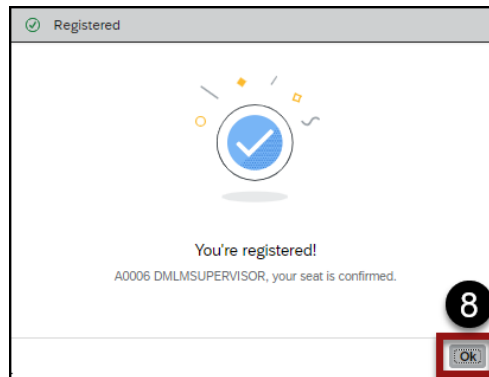 Registered
You're registered!
A0006 DMLMSUPERVISOR, your seat is confirmed.
8
Ok